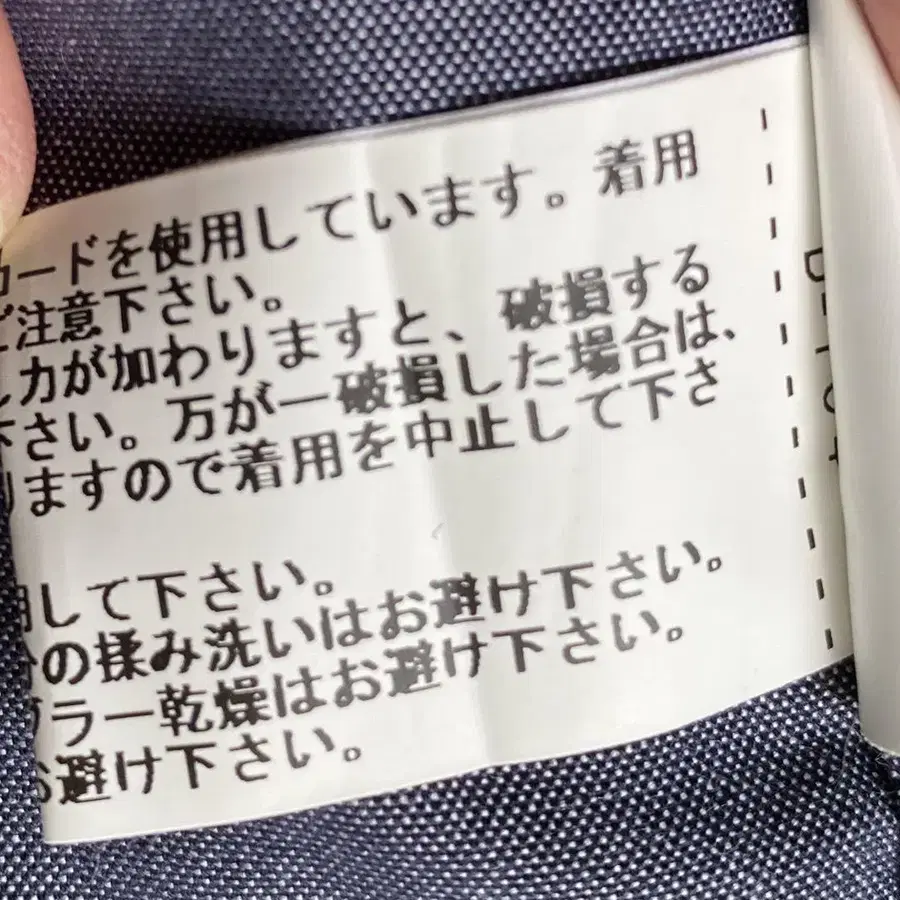 コードを使用しています。着用
ご注意下さい。
力が加わりますと、破損する
下さい。万が一破損した場合は、
りますので着用を中止して下さ
用して下さい。
の揉み洗いはお避け下さい。
ラー乾燥はお避け下さい。
お避け下さい。